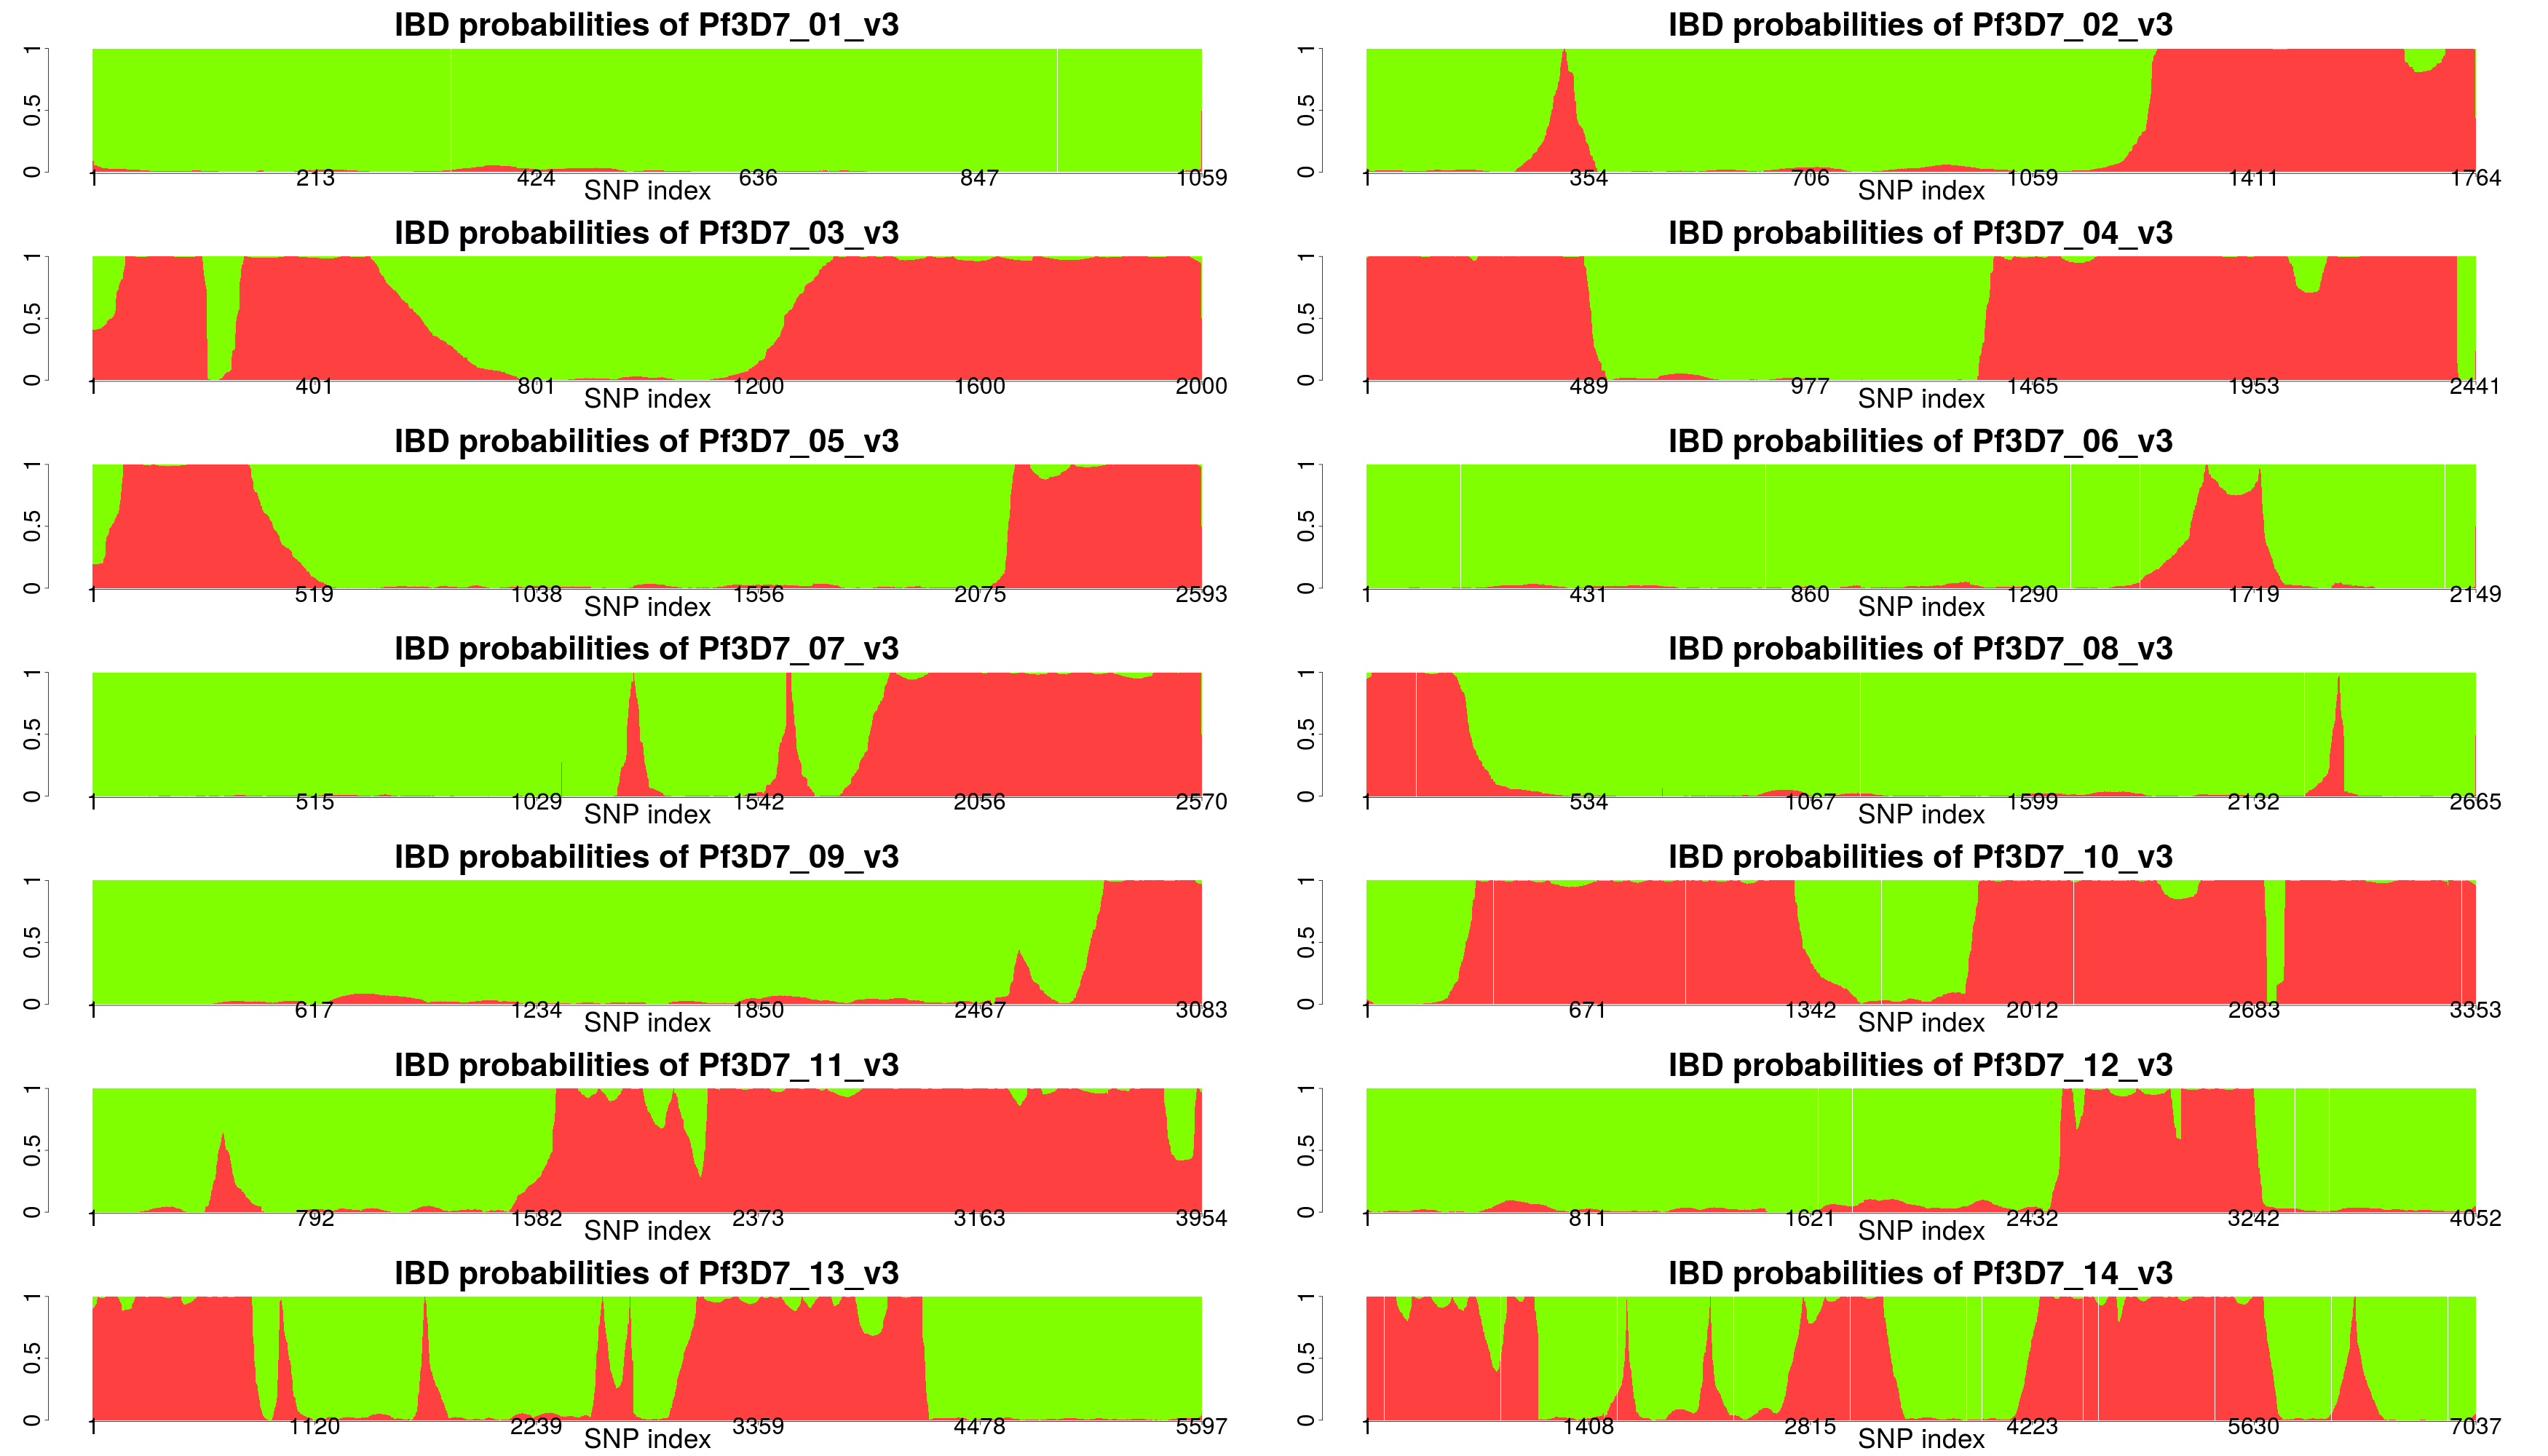 IBD probabilities of Pf3D7_01_v3
0 0.5 1
1 213 424 636 847 1059
SNP index
IBD probabilities of Pf3D7_02_v3
0 0.5 1
1 354 706 1059 1411 1764
SNP index
IBD probabilities of Pf3D7_03_v3
0 0.5 1
1 401 801 1200 1600 2000
SNP index
IBD probabilities of Pf3D7_04_v3
0 0.5 1
1 489 977 1465 1953 2441
SNP index
IBD probabilities of Pf3D7_05_v3
0 0.5 1
1 519 1038 1556 2075 2593
SNP index
IBD probabilities of Pf3D7_06_v3
0 0.5 1
1 431 860 1290 1719 2149
SNP index
IBD probabilities of Pf3D7_07_v3
0 0.5 1
1 515 1029 1542 2056 2570
SNP index
IBD probabilities of Pf3D7_08_v3
0 0.5 1
1 534 1067 1599 2132 2665
SNP index
IBD probabilities of Pf3D7_09_v3
0 0.5 1
1 617 1234 1850 2467 3083
SNP index
IBD probabilities of Pf3D7_10_v3
0 0.5 1
1 671 1342 2012 2683 3353
SNP index
IBD probabilities of Pf3D7_11_v3
0 0.5 1
1 792 1582 2373 3163 3954
SNP index
IBD probabilities of Pf3D7_12_v3
0 0.5 1
1 811 1621 2432 3242 4052
SNP index
IBD probabilities of Pf3D7_13_v3
0 0.5 1
1 1120 2239 3359 4478 5597
SNP index
IBD probabilities of Pf3D7_14_v3
0 0.5 1
1 1408 2815 4223 5630 7037
SNP index